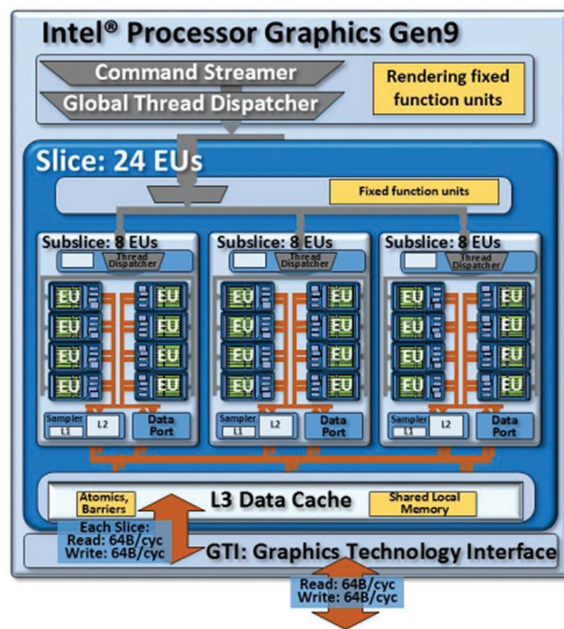 Intel® Processor Graphics Gen9
Command Streamer
Global Thread Dispatcher
Rendering fixed
function units
Slice: 24 EUs
Fixed function units
Subslice: 8 EUs
Thread
Dispatcher
EU
EU
EU
EU
EU
EU
EU
EU
Sampler
L1
L2
Data
Port
Subslice: 8 EUs
Thread
Dispatcher
EU
EU
EU
EU
EU
EU
EU
EU
Sampler
L1
L2
Data
Port
Subslice: 8 EUs
Thread
Dispatcher
EU
EU
EU
EU
EU
EU
EU
EU
Sampler
L1
L2
Data
Port
Atomics,
Barriers
L3 Data Cache
Shared Local
Memory
Each Slice:
Read: 64B/cyc
Write: 64B/cyc
GTI: Graphics Technology Interface
Read: 64B/cyc
Write: 64B/cyc